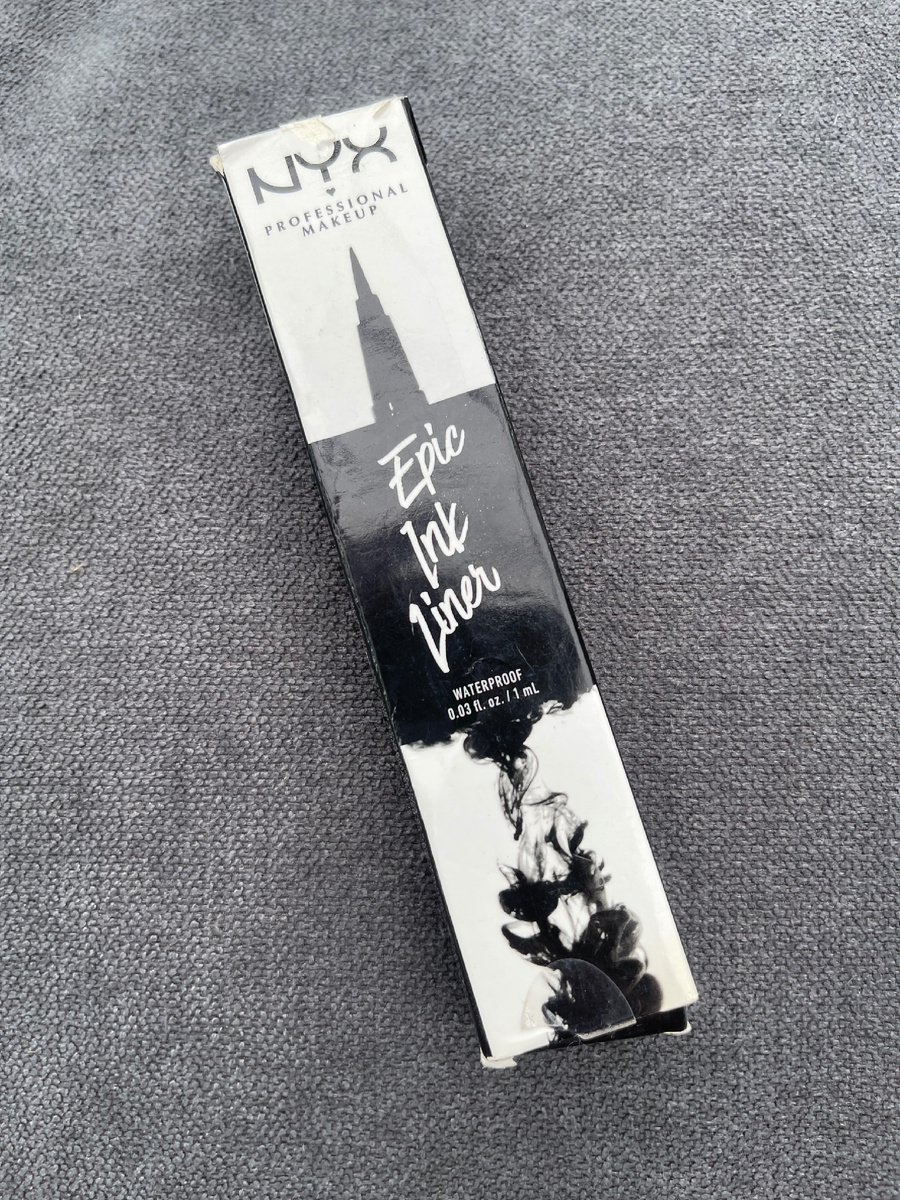 NYX
PROFESSIONAL
MAKEUP
Epic
Ink
Liner
WATERPROOF
0.03 fl. oz. / 1 mL